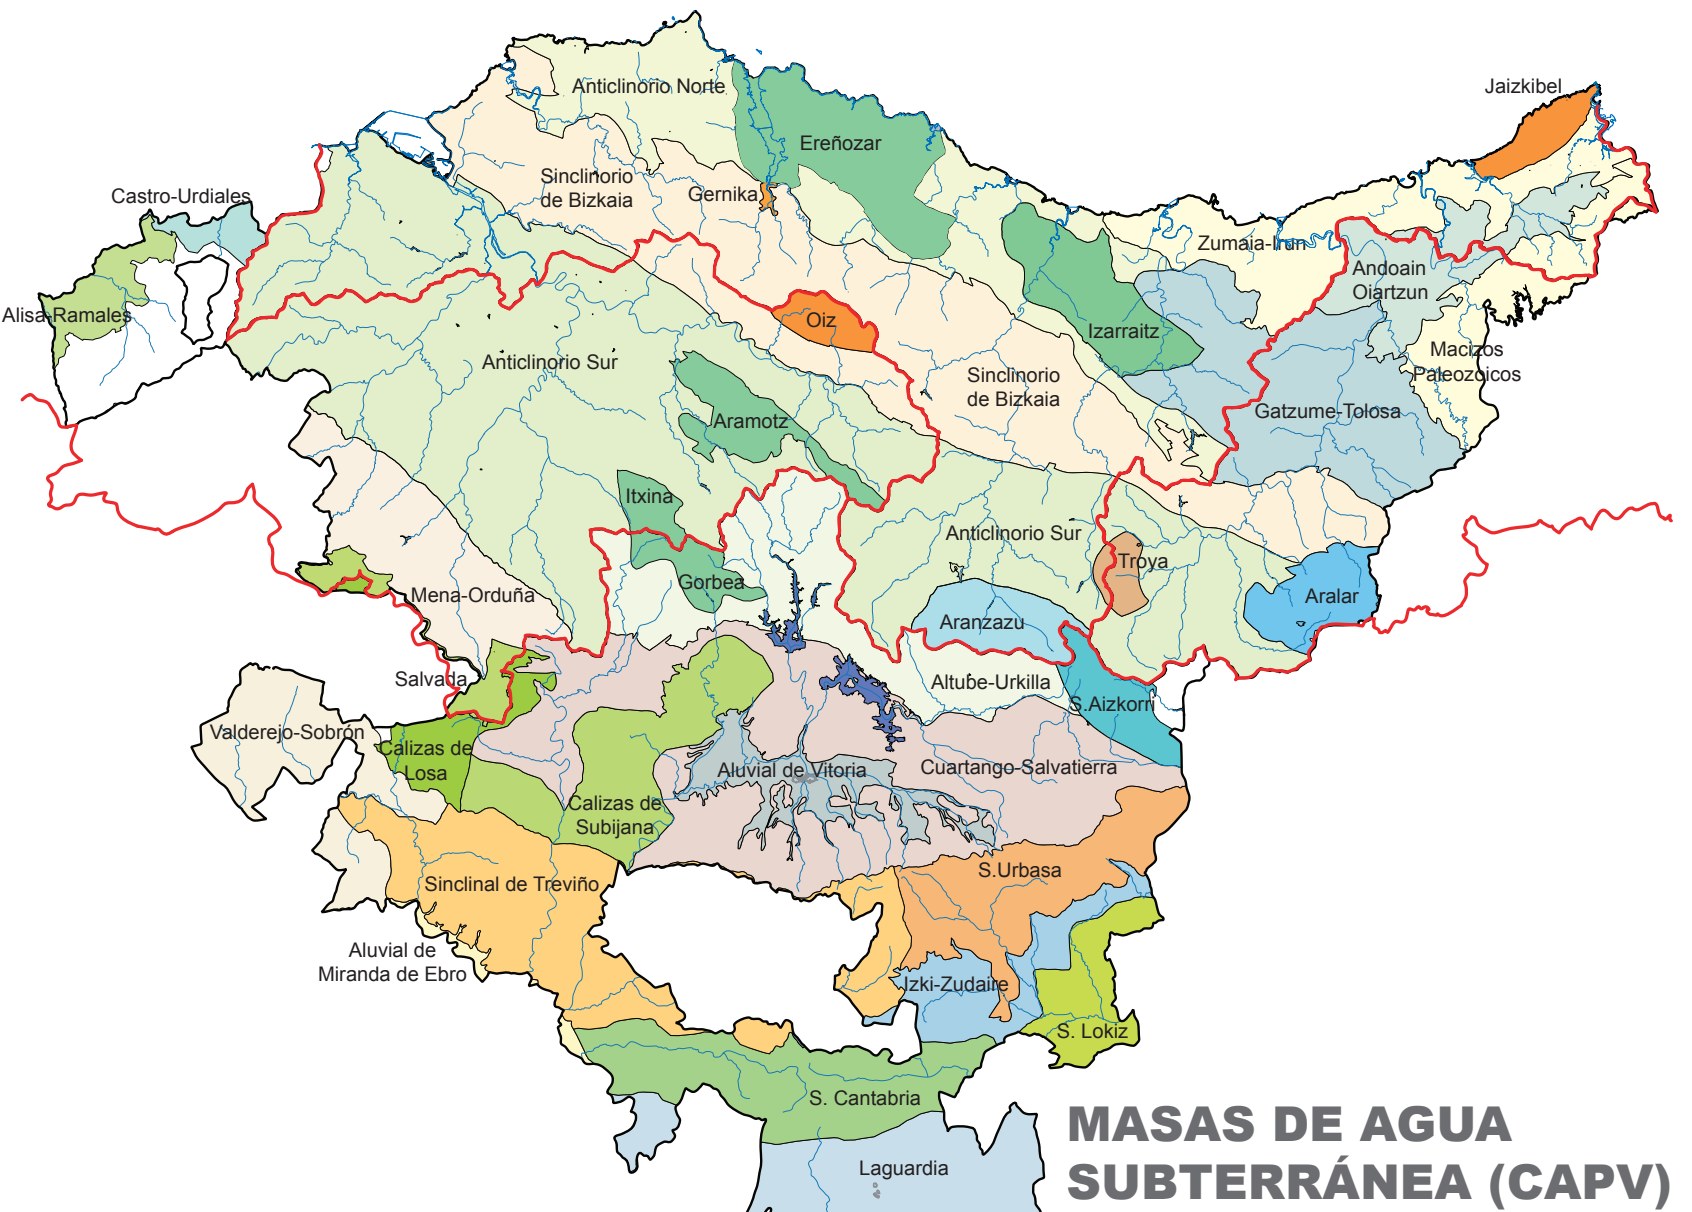 Anticlinorio Norte
Jaizkibel
Ereñozar
Sinclinorio
de Bizkaia
Gernika
Castro-Urdiales
Zumaia-Irun
Andoain
Oiartzun
Alisa-Ramales
Oiz
Izarraitz
Anticlinorio Sur
Macizos
Paleozoicos
Sinclinorio
de Bizkaia
Gatzume-Tolosa
Aramotz
Itxina
Anticlinorio Sur
Troya
Gorbea
Mena-Orduña
Aralar
Aranzazu
Salvada
Altube-Urkilla
S.Aizkorri
Valderejo-Sobrón
Calizas de
Losa
Aluvial de Vitoria
Cuartango-Salvatierra
Calizas de
Subijana
S.Urbasa
Sinclinal de Treviño
Aluvial de
Miranda de Ebro
Izki-Zudaire
S. Lokiz
S. Cantabria
Laguardia
MASAS DE AGUA
SUBTERRÁNEA (CAPV)